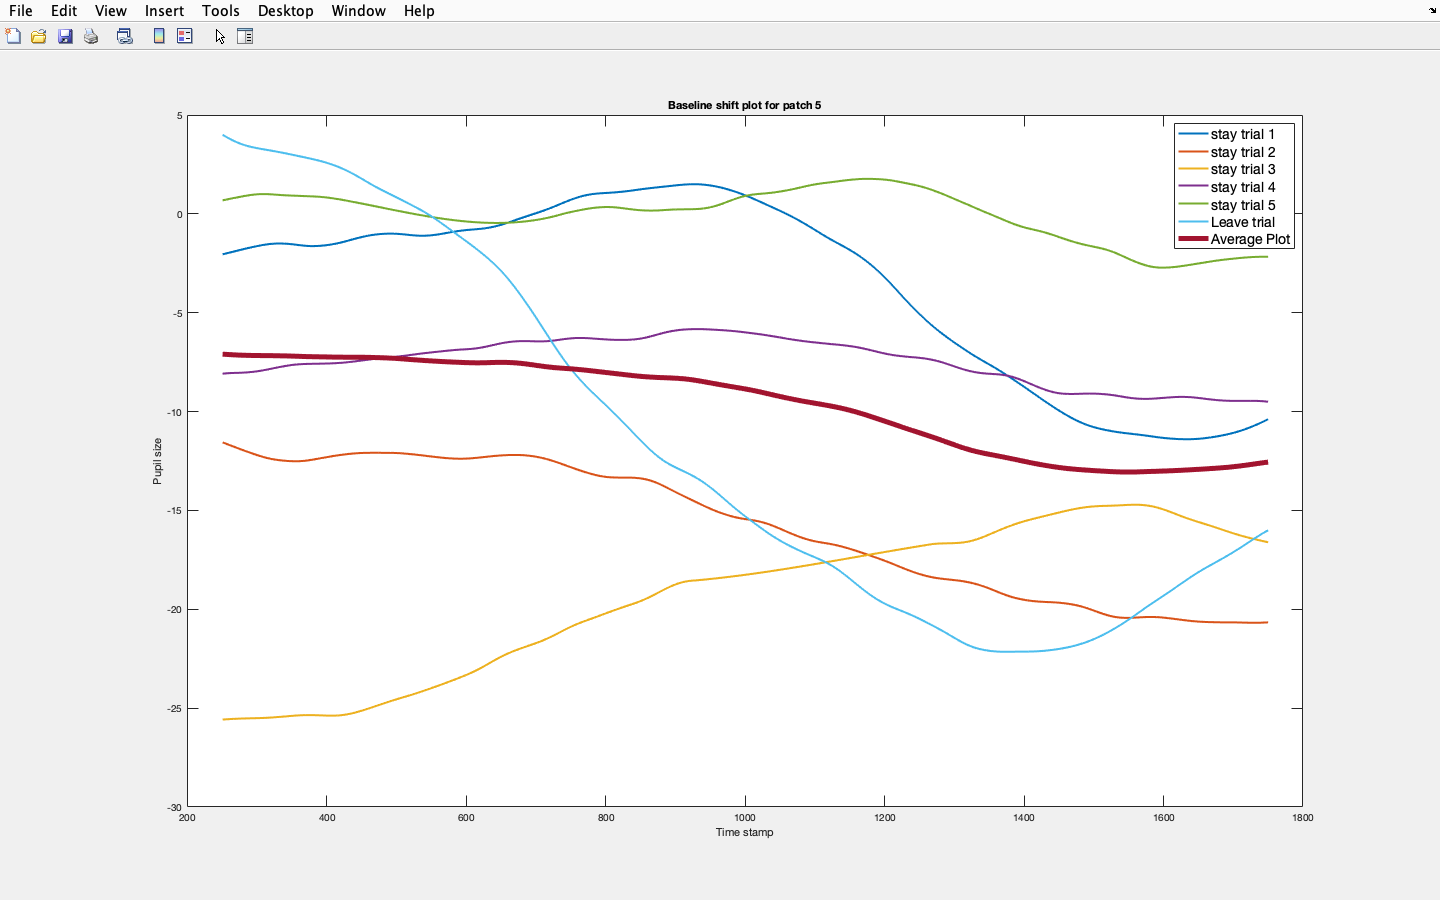 File Edit View Insert Tools Desktop Window Help
Baseline shift plot for patch 5
5
0
-5
-10
-15
-20
-25
-30
Pupil size
stay trial 1
stay trial 2
stay trial 3
stay trial 4
stay trial 5
Leave trial
Average Plot
200 400 600 800 1000 1200 1400 1600 1800
Time stamp